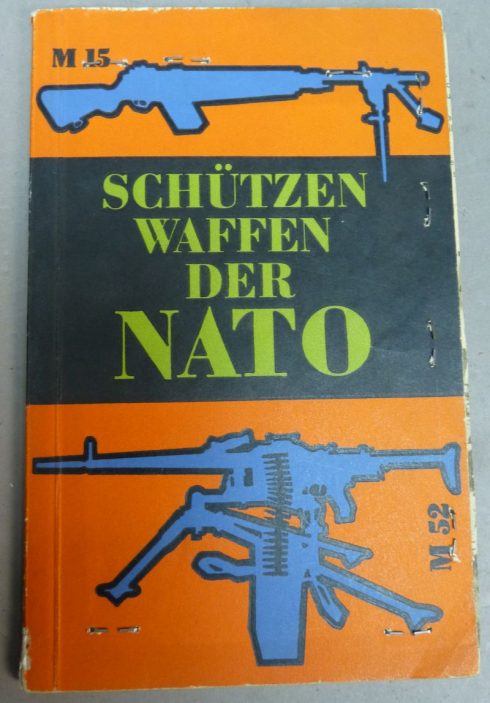 M 15
SCHÜTZEN
WAFFEN
DER
NATO
M 52